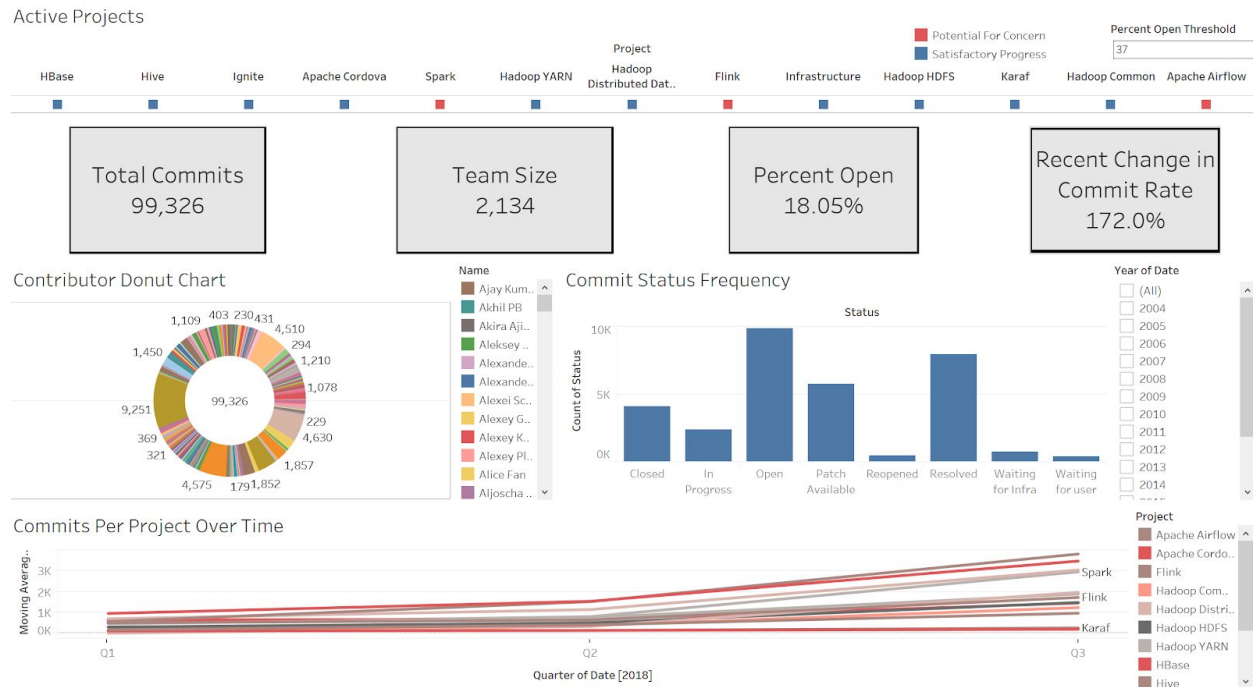 Active Projects
Potential For Concern
Satisfactory Progress
Percent Open Threshold
37
Project
HBase
Hive
Ignite
Apache Cordova
Spark
Hadoop YARN
Hadoop
Distributed Dat..
Flink
Infrastructure
Hadoop HDFS
Karaf
Hadoop Common
Apache Airflow
Total Commits
99,326
Team Size
2,134
Percent Open
18.05%
Recent Change in
Commit Rate
172.0%
Contributor Donut Chart
1,109
403
230
431
4,510
294
1,210
1,078
229
4,630
1,857
1,852
179
4,575
321
369
9,251
1,450
99,326
Name
Ajay Kum..
Akhil PB
Akira Aji..
Aleksey ..
Alexande..
Alexande..
Alexei Sc..
Alexey G..
Alexey K..
Alexey Pl..
Alice Fan
Aljoscha ..
Commit Status Frequency
Status
Count of Status
10K
5K
0K
Closed
In
Progress
Open
Patch
Available
Reopened
Resolved
Waiting
for Infra
Waiting
for user
Year of Date
(All)
2004
2005
2006
2007
2008
2009
2010
2011
2012
2013
2014
Commits Per Project Over Time
Moving Averag..
3K
2K
1K
0K
Spark
Flink
Karaf
Q1
Q2
Q3
Quarter of Date [2018]
Project
Apache Airflow
Apache Cordo..
Flink
Hadoop Com..
Hadoop Distri..
Hadoop HDFS
Hadoop YARN
HBase
Hive